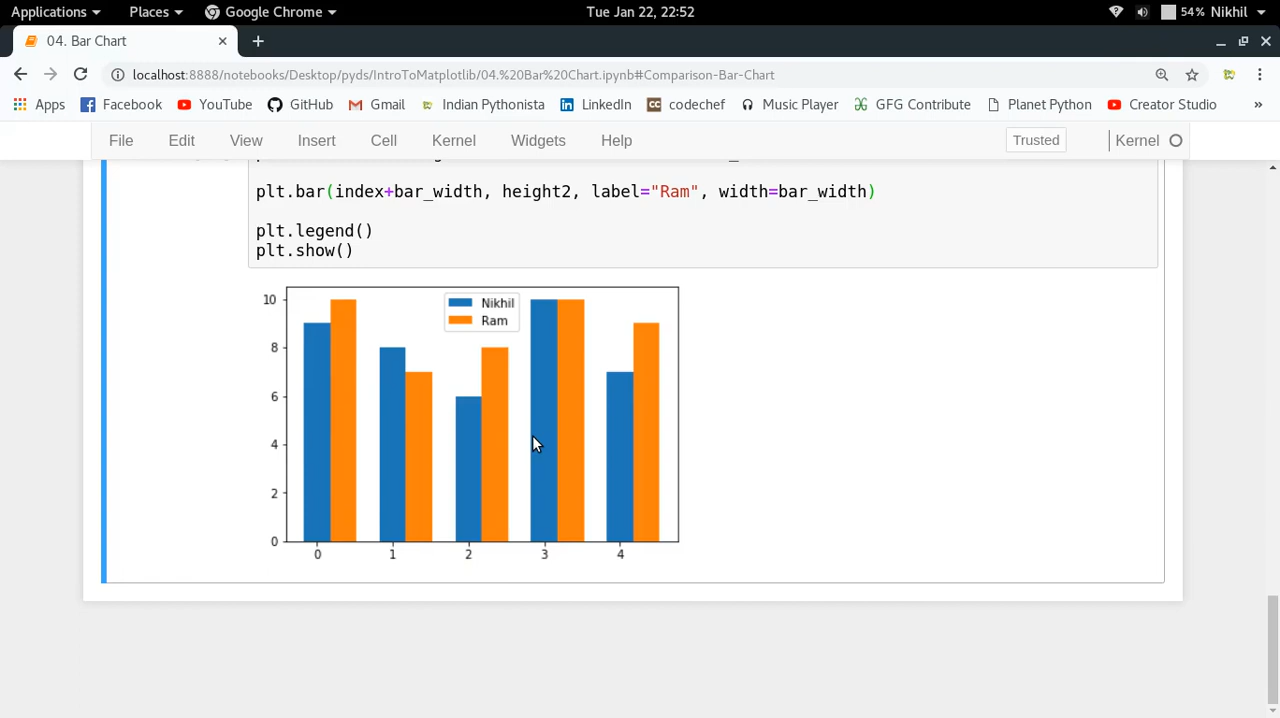 Applications Places Google Chrome Tue Jan 22, 22:52 54% Nikhil
04. Bar Chart
localhost:8888/notebooks/Desktop/pyds/IntroToMatplotlib/04.%20Bar%20Chart.ipynb#Comparison-Bar-Chart
Apps Facebook YouTube GitHub Gmail Indian Pythonista LinkedIn codechef Music Player GFG Contribute Planet Python Creator Studio »
File Edit View Insert Cell Kernel Widgets Help Trusted Kernel
plt.bar(index+bar_width, height2, label="Ram", width=bar_width)
plt.legend()
plt.show()
10
8
6
4
2
0
Nikhil
Ram
0 1 2 3 4